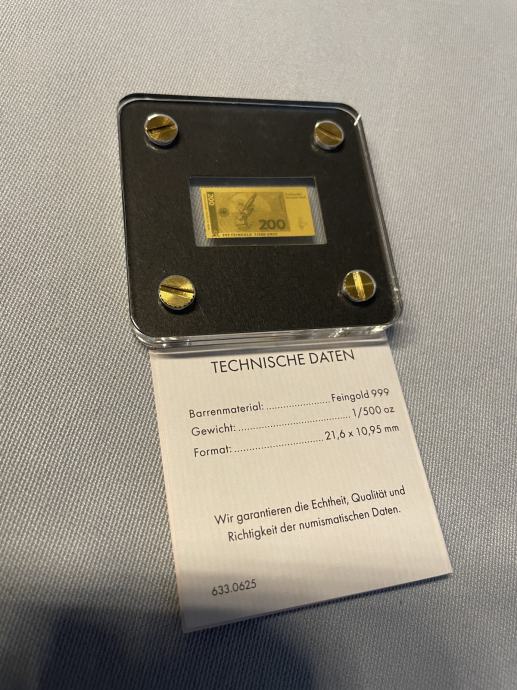 200
200
TECHNISCHE DATEN
Barrenmaterial: ........................ Feingold 999
Gewicht: .......................................... 1/500 oz
Format: ................................ 21,6 x 10,95 mm
Wir garantieren die Echtheit, Qualität und
Richtigkeit der numismatischen Daten.
633.0625